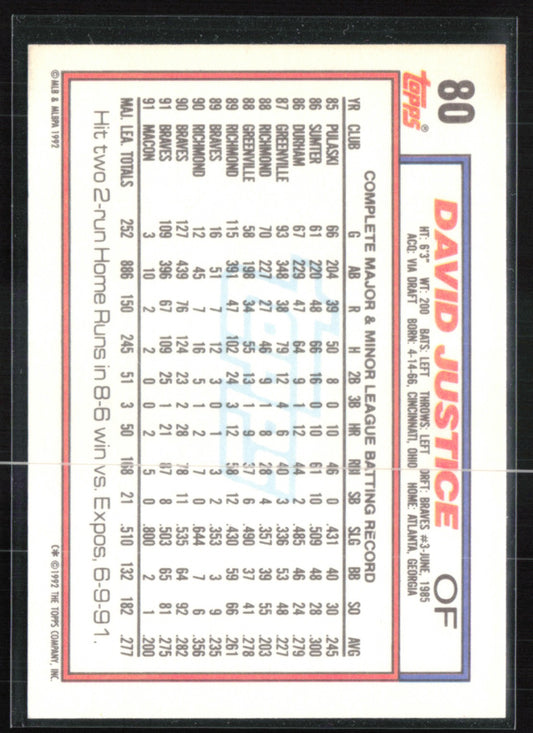 80
topps®
DAVID JUSTICE OF
HT: 6'3" WT: 200 BATS: LEFT THROWS: LEFT DRFT: BRAVES #3-JUNE, 1985
ACQ: VIA DRAFT BORN: 4-14-66, CINCINNATI, OHIO HOME: ATLANTA, GEORGIA
COMPLETE MAJOR & MINOR LEAGUE BATTING RECORD
YR CLUB G AB R H 2B 3B HR RBI SB SLG BB SO AVG
85 PULASKI 66 204 39 50 8 0 10 46 0 .431 40 30 .245
86 SUMTER 61 220 48 66 16 0 10 61 10 .509 48 28 .300
86 DURHAM 67 229 47 64 9 1 12 44 2 .485 46 24 .279
87 GREENVILLE 93 348 38 79 12 4 6 40 3 .336 53 48 .227
88 RICHMOND 70 227 27 46 9 1 8 28 4 .357 39 55 .203
88 GREENVILLE 58 198 34 55 13 1 9 37 6 .490 37 41 .278
89 RICHMOND 115 391 47 102 24 3 12 58 12 .430 59 66 .261
89 BRAVES 16 51 7 12 3 0 1 3 2 .353 3 9 .235
90 RICHMOND 12 45 7 16 5 1 2 7 0 .644 7 6 .356
90 BRAVES 127 439 76 124 23 2 28 78 11 .535 64 92 .282
91 BRAVES 109 396 67 109 25 1 21 87 8 .503 65 81 .275
91 MACON 3 10 2 2 0 0 2 5 0 .800 2 1 .200
MAJ. LEA. TOTALS 252 886 150 245 51 3 50 168 21 .510 132 182 .277
Hit two 2-run Home Runs in 8-6 win vs. Expos, 6-9-91.
©MLB & MLBPA 1992
C* ©1992 THE TOPPS COMPANY, INC.